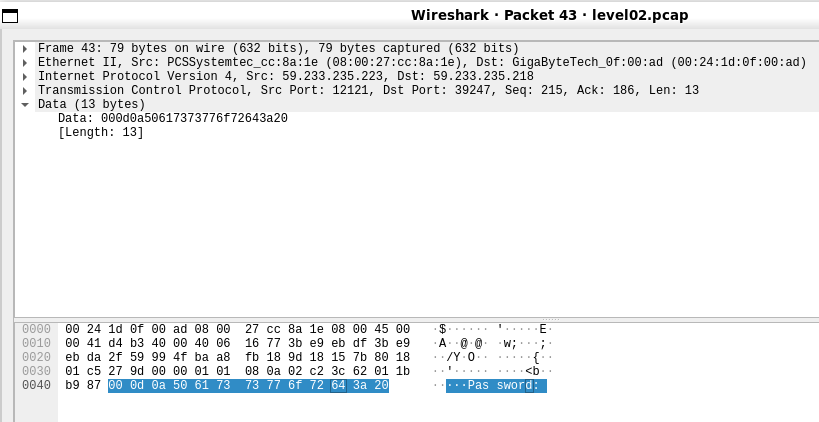 Wireshark · Packet 43 · level02.pcap
Frame 43: 79 bytes on wire (632 bits), 79 bytes captured (632 bits)
Ethernet II, Src: PCSSystemtec_cc:8a:1e (08:00:27:cc:8a:1e), Dst: GigaByteTech_0f:00:ad (00:24:1d:0f:00:ad)
Internet Protocol Version 4, Src: 59.233.235.223, Dst: 59.233.235.218
Transmission Control Protocol, Src Port: 12121, Dst Port: 39247, Seq: 215, Ack: 186, Len: 13
Data (13 bytes)
Data: 000d0a50617373776f72643a20
[Length: 13]
0000 00 24 1d 0f 00 ad 08 00 27 cc 8a 1e 08 00 45 00 ·$······ '·····E·
0010 00 41 d4 b3 40 00 40 06 16 77 3b e9 eb df 3b e9 ·A··@·@· ·w;···;·
0020 eb da 2f 59 99 4f ba a8 fb 18 9d 18 15 7b 80 18 ··/Y·O·· ·····{··
0030 01 c5 27 9d 00 00 01 01 08 0a 02 c2 3c 62 01 1b ··'····· ····<b··
0040 b9 87 00 0d 0a 50 61 73 73 77 6f 72 64 3a 20 ·····Pas sword: